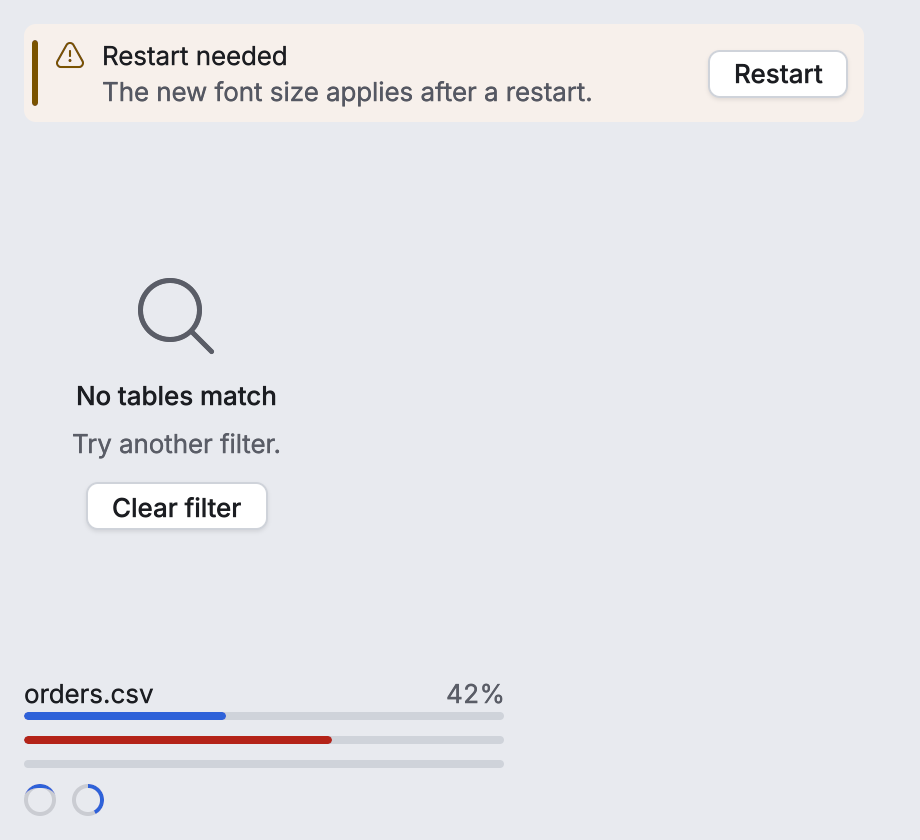 Restart needed
The new font size applies after a restart.
Restart
No tables match
Try another filter.
Clear filter
orders.csv 42%